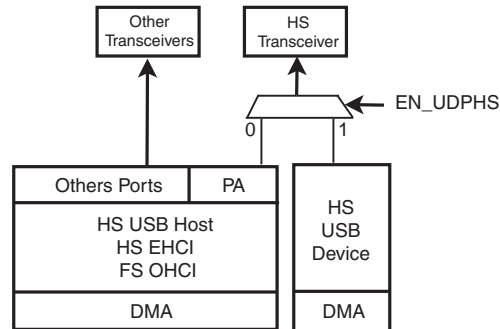 Other
Transceivers
HS
Transceiver
EN_UDPHS
0
1
Others Ports
PA
HS USB Host
HS EHCI
FS OHCI
DMA
HS
USB
Device
DMA